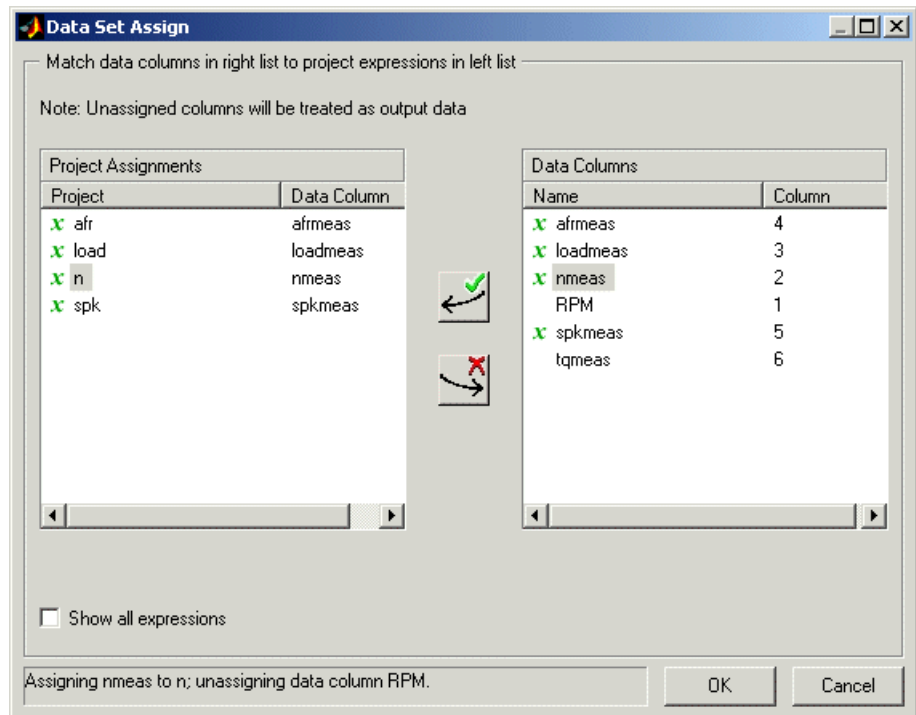 Data Set Assign
Match data columns in right list to project expressions in left list
Note: Unassigned columns will be treated as output data
Project Assignments
Project Data Column
x afr afrmeas
x load loadmeas
x n nmeas
x spk spkmeas
Data Columns
Name Column
x afrmeas 4
x loadmeas 3
x nmeas 2
RPM 1
x spkmeas 5
tqmeas 6
Show all expressions
Assigning nmeas to n; unassigning data column RPM.
OK
Cancel